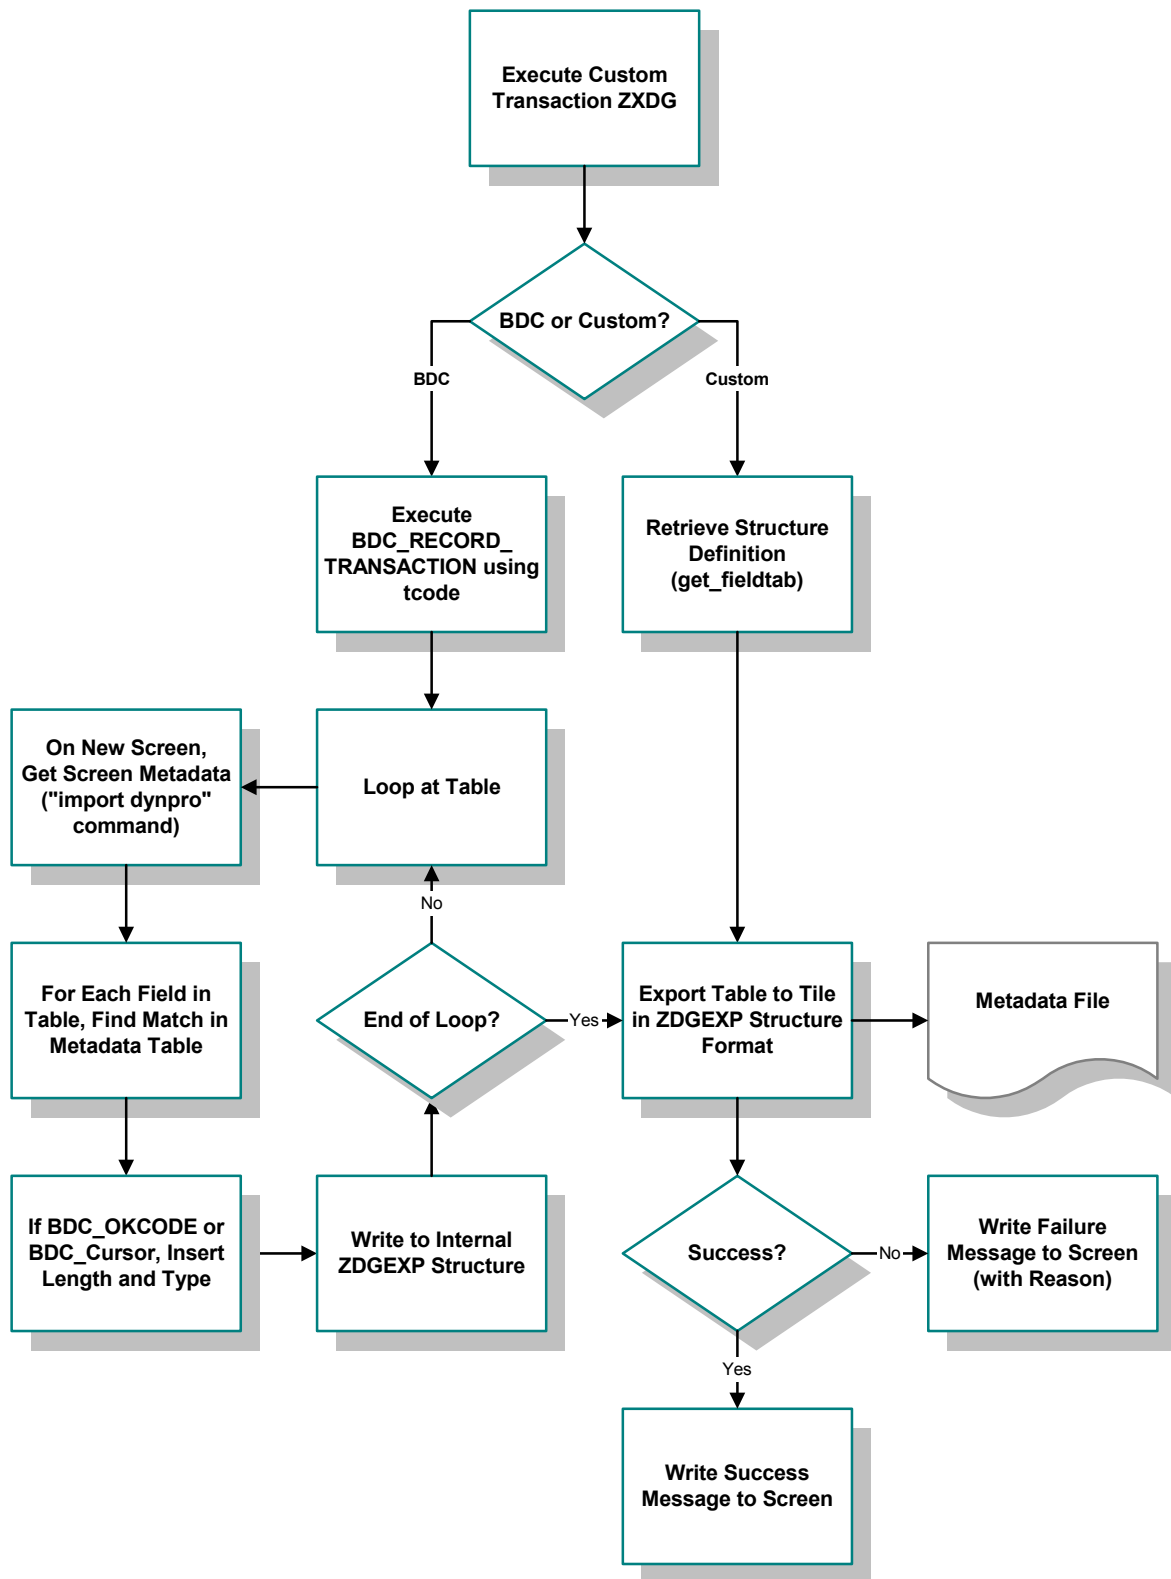 Execute Custom
Transaction ZXDG
BDC or Custom?
BDC
Custom
Execute
BDC_RECORD_
TRANSACTION using
tcode
Retrieve Structure
Definition
(get_fieldtab)
On New Screen,
Get Screen Metadata
("import dynpro"
command)
Loop at Table
No
For Each Field in
Table, Find Match in
Metadata Table
End of Loop?
Yes
Export Table to Tile
in ZDGEXP Structure
Format
Metadata File
If BDC_OKCODE or
BDC_Cursor, Insert
Length and Type
Write to Internal
ZDGEXP Structure
Success?
No
Write Failure
Message to Screen
(with Reason)
Yes
Write Success
Message to Screen